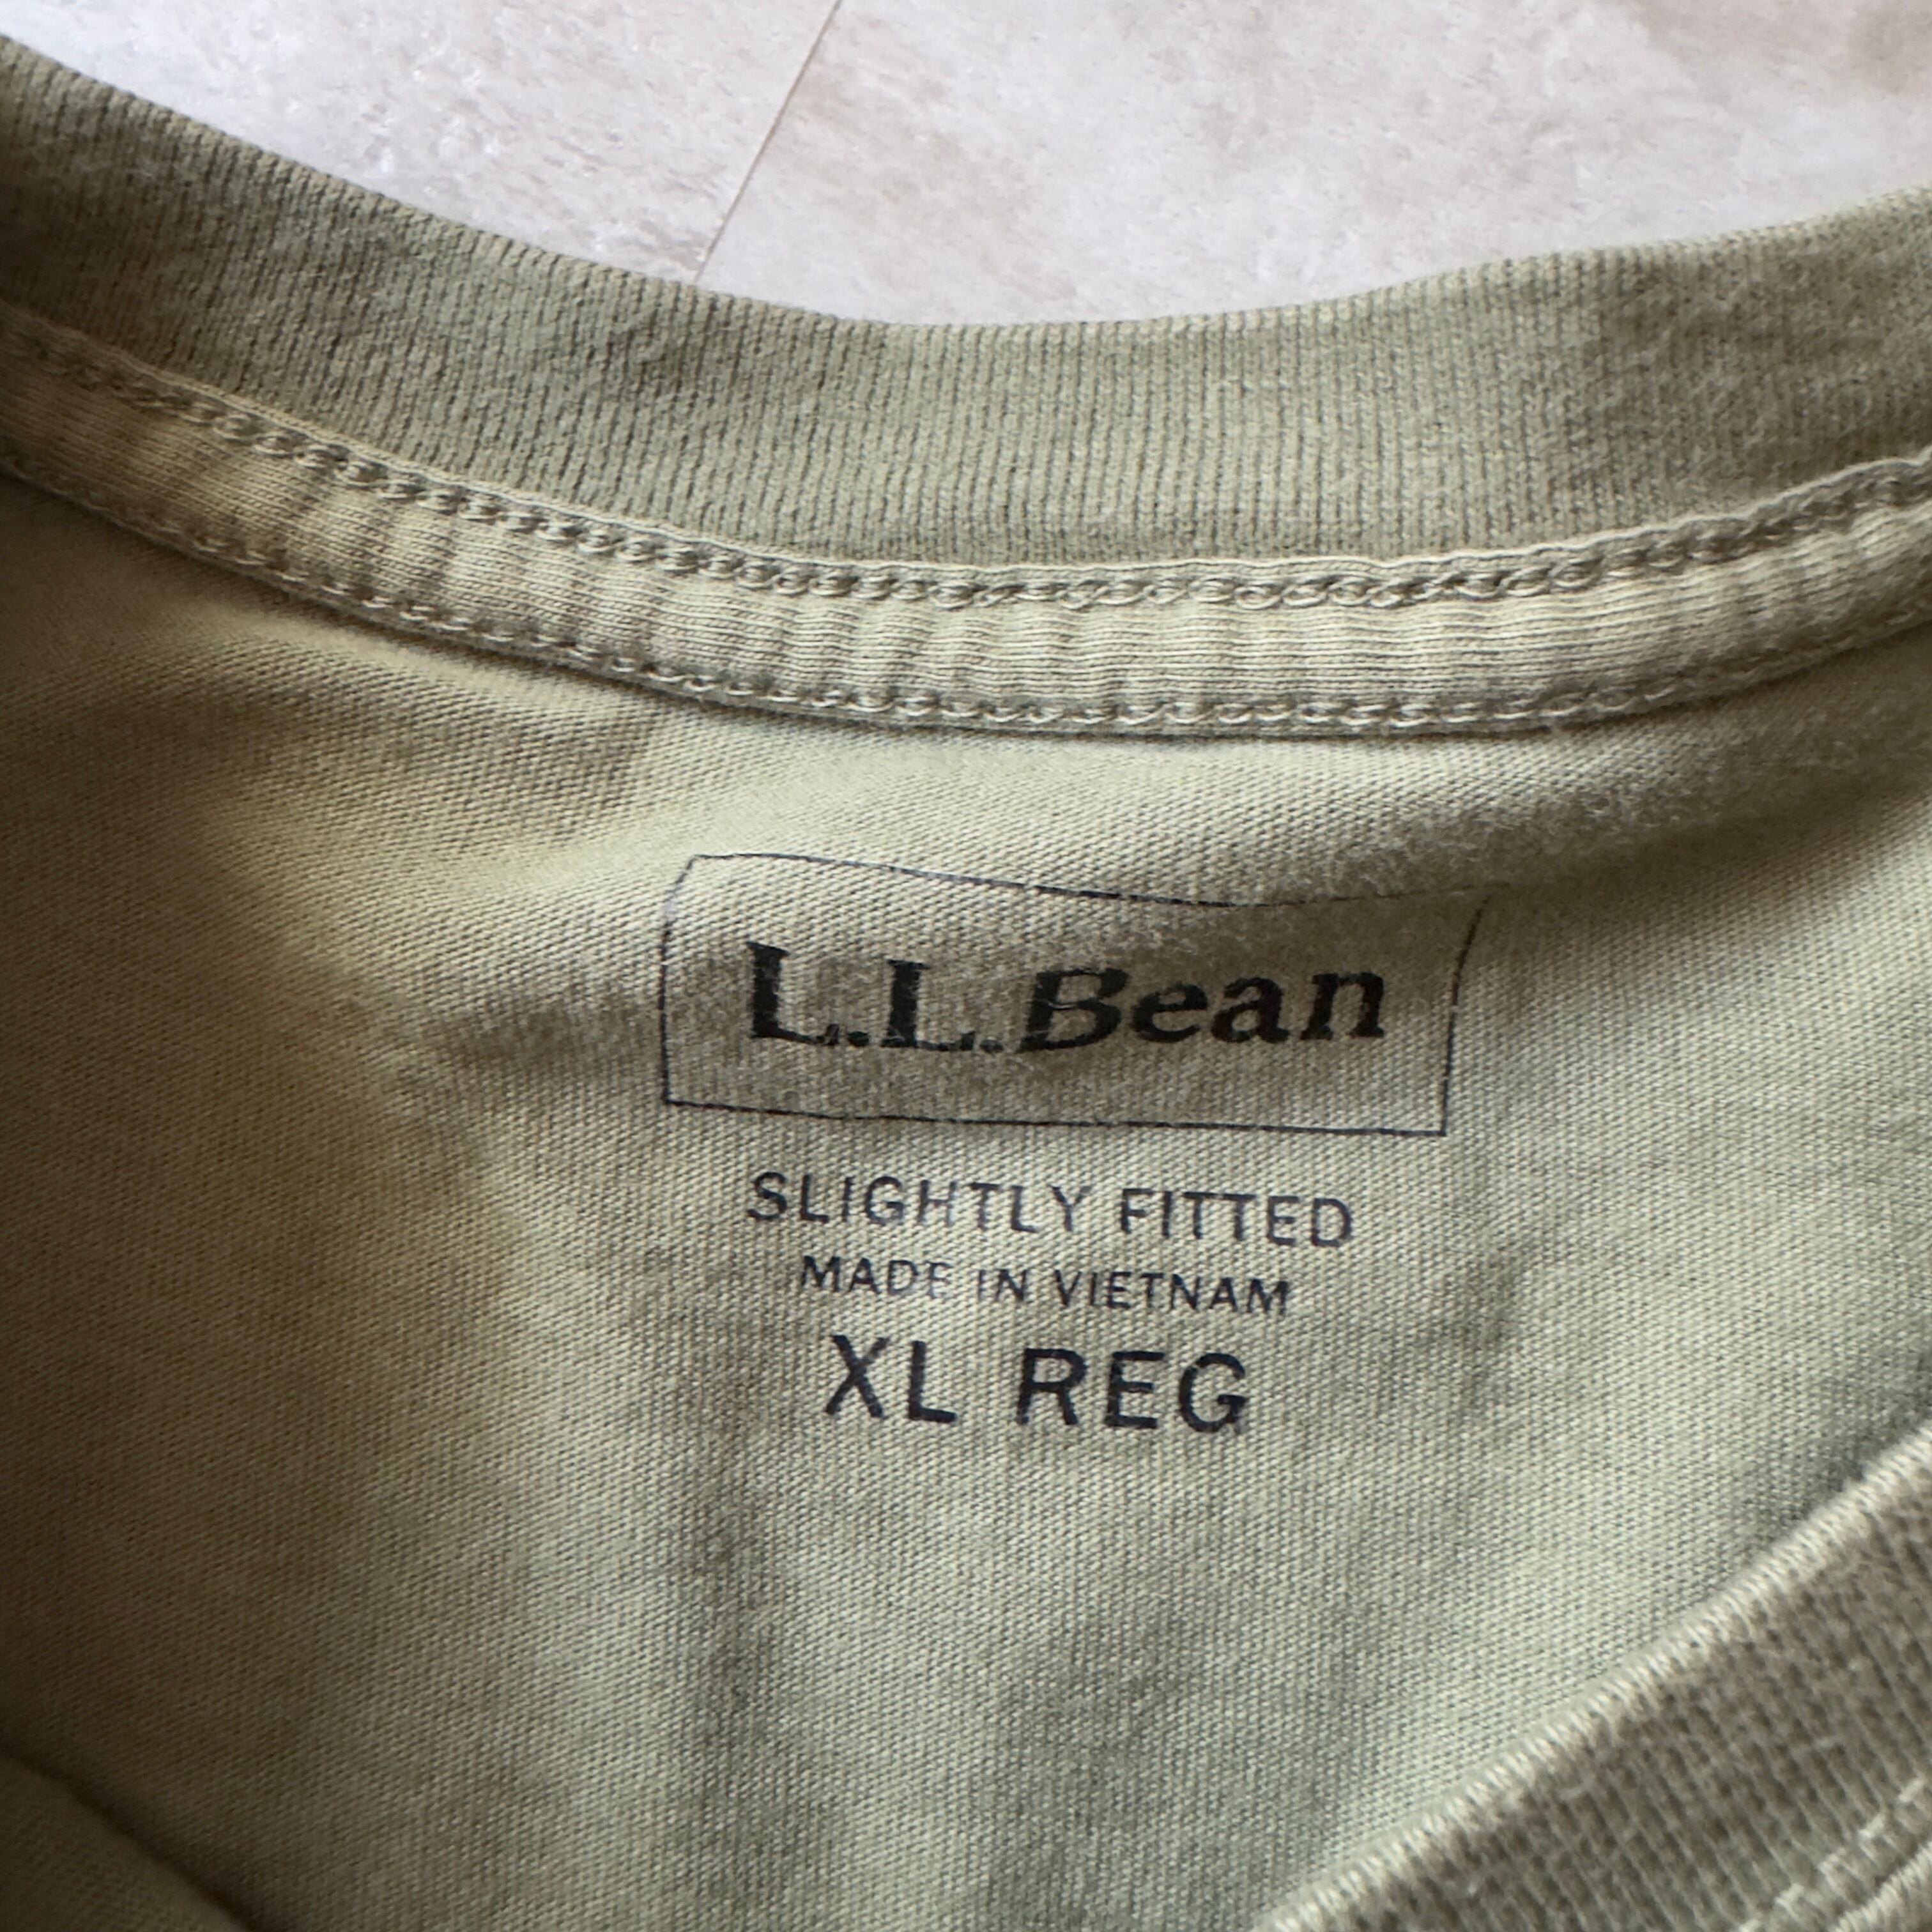 L.L.Bean
SLIGHTLY FITTED
MADE IN VIETNAM
XL REG